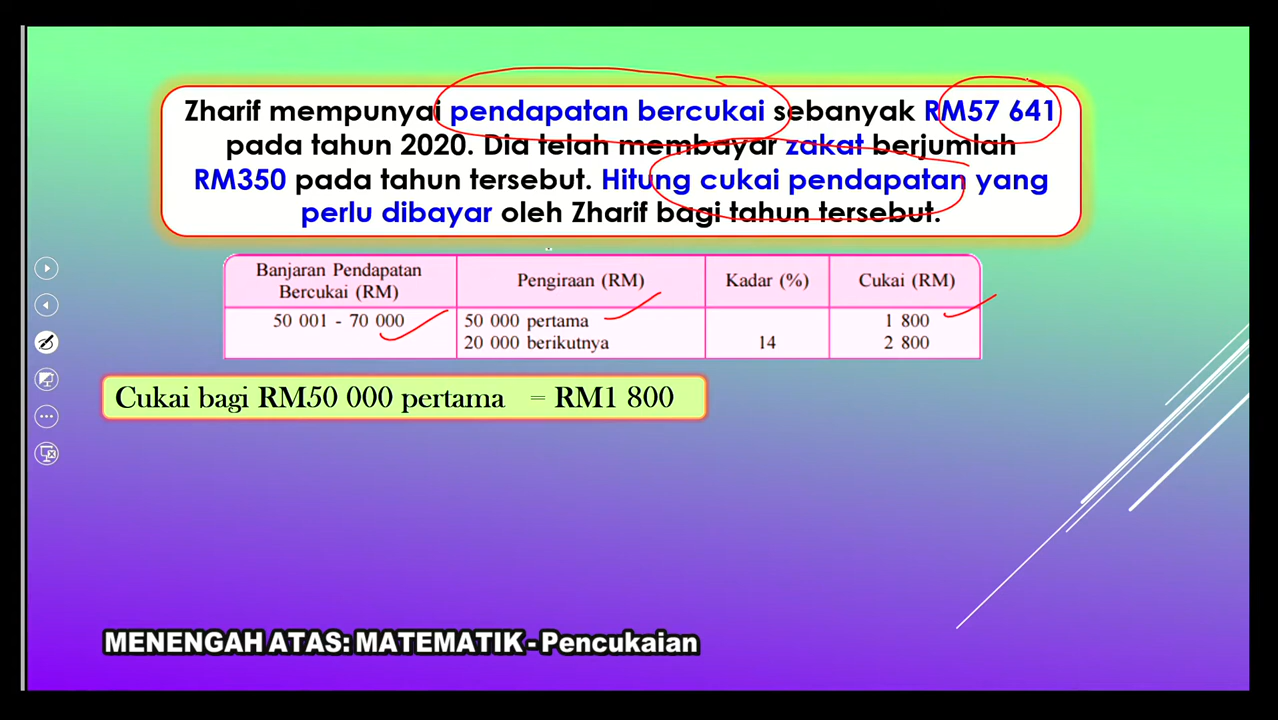 Zharif mempunyai pendapatan bercukai sebanyak RM57 641
pada tahun 2020. Dia telah membayar zakat berjumlah
RM350 pada tahun tersebut. Hitung cukai pendapatan yang
perlu dibayar oleh Zharif bagi tahun tersebut.
Banjaran Pendapatan Bercukai (RM) Pengiraan (RM) Kadar (%) Cukai (RM)
50 001 - 70 000 50 000 pertama 1 800
20 000 berikutnya 14 2 800
Cukai bagi RM50 000 pertama = RM1 800
MENENGAH ATAS: MATEMATIK - Pencukaian